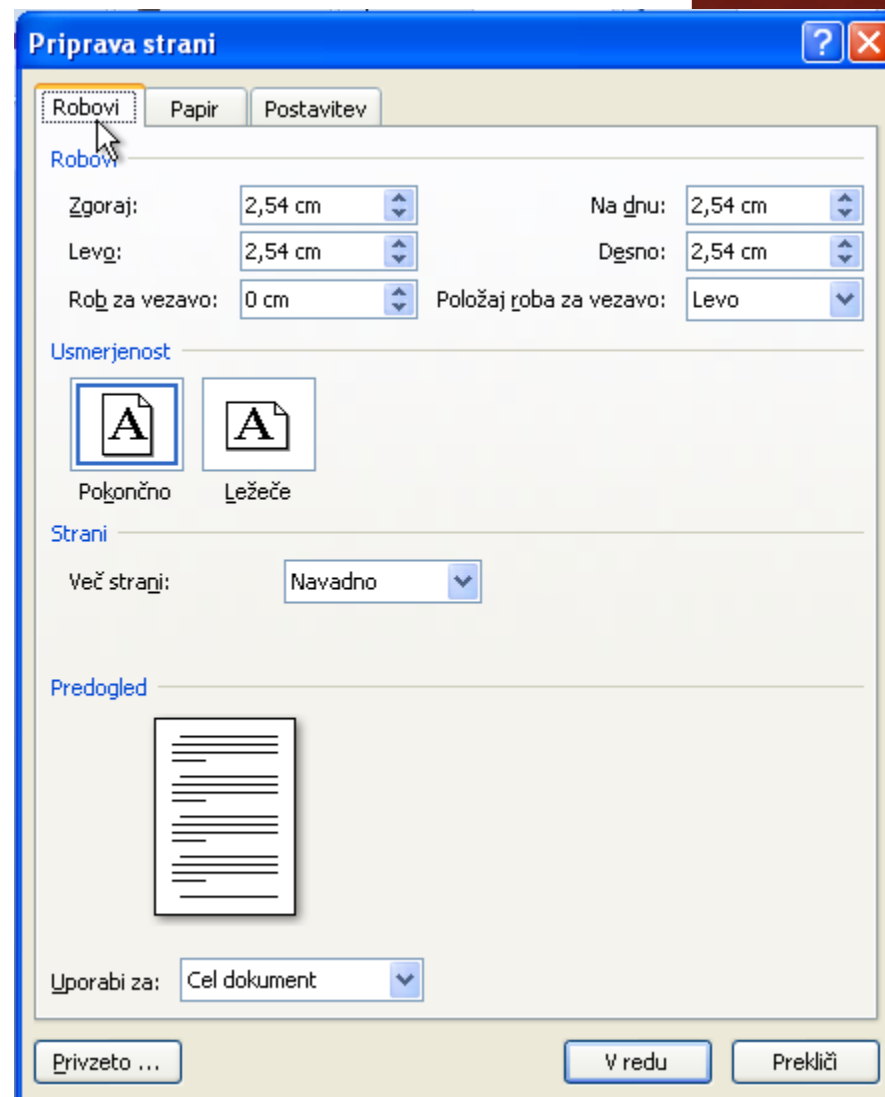 Priprava strani
Robovi Papir Postavitev
Robovi
Zgoraj: 2,54 cm Na dnu: 2,54 cm
Levo: 2,54 cm Desno: 2,54 cm
Rob za vezavo: 0 cm Položaj roba za vezavo: Levo
Usmerjenost
A A
Pokončno Ležeče
Strani
Več strani: Navadno
Predogled
Uporabi za: Cel dokument
Privzeto ... V redu Prekliči